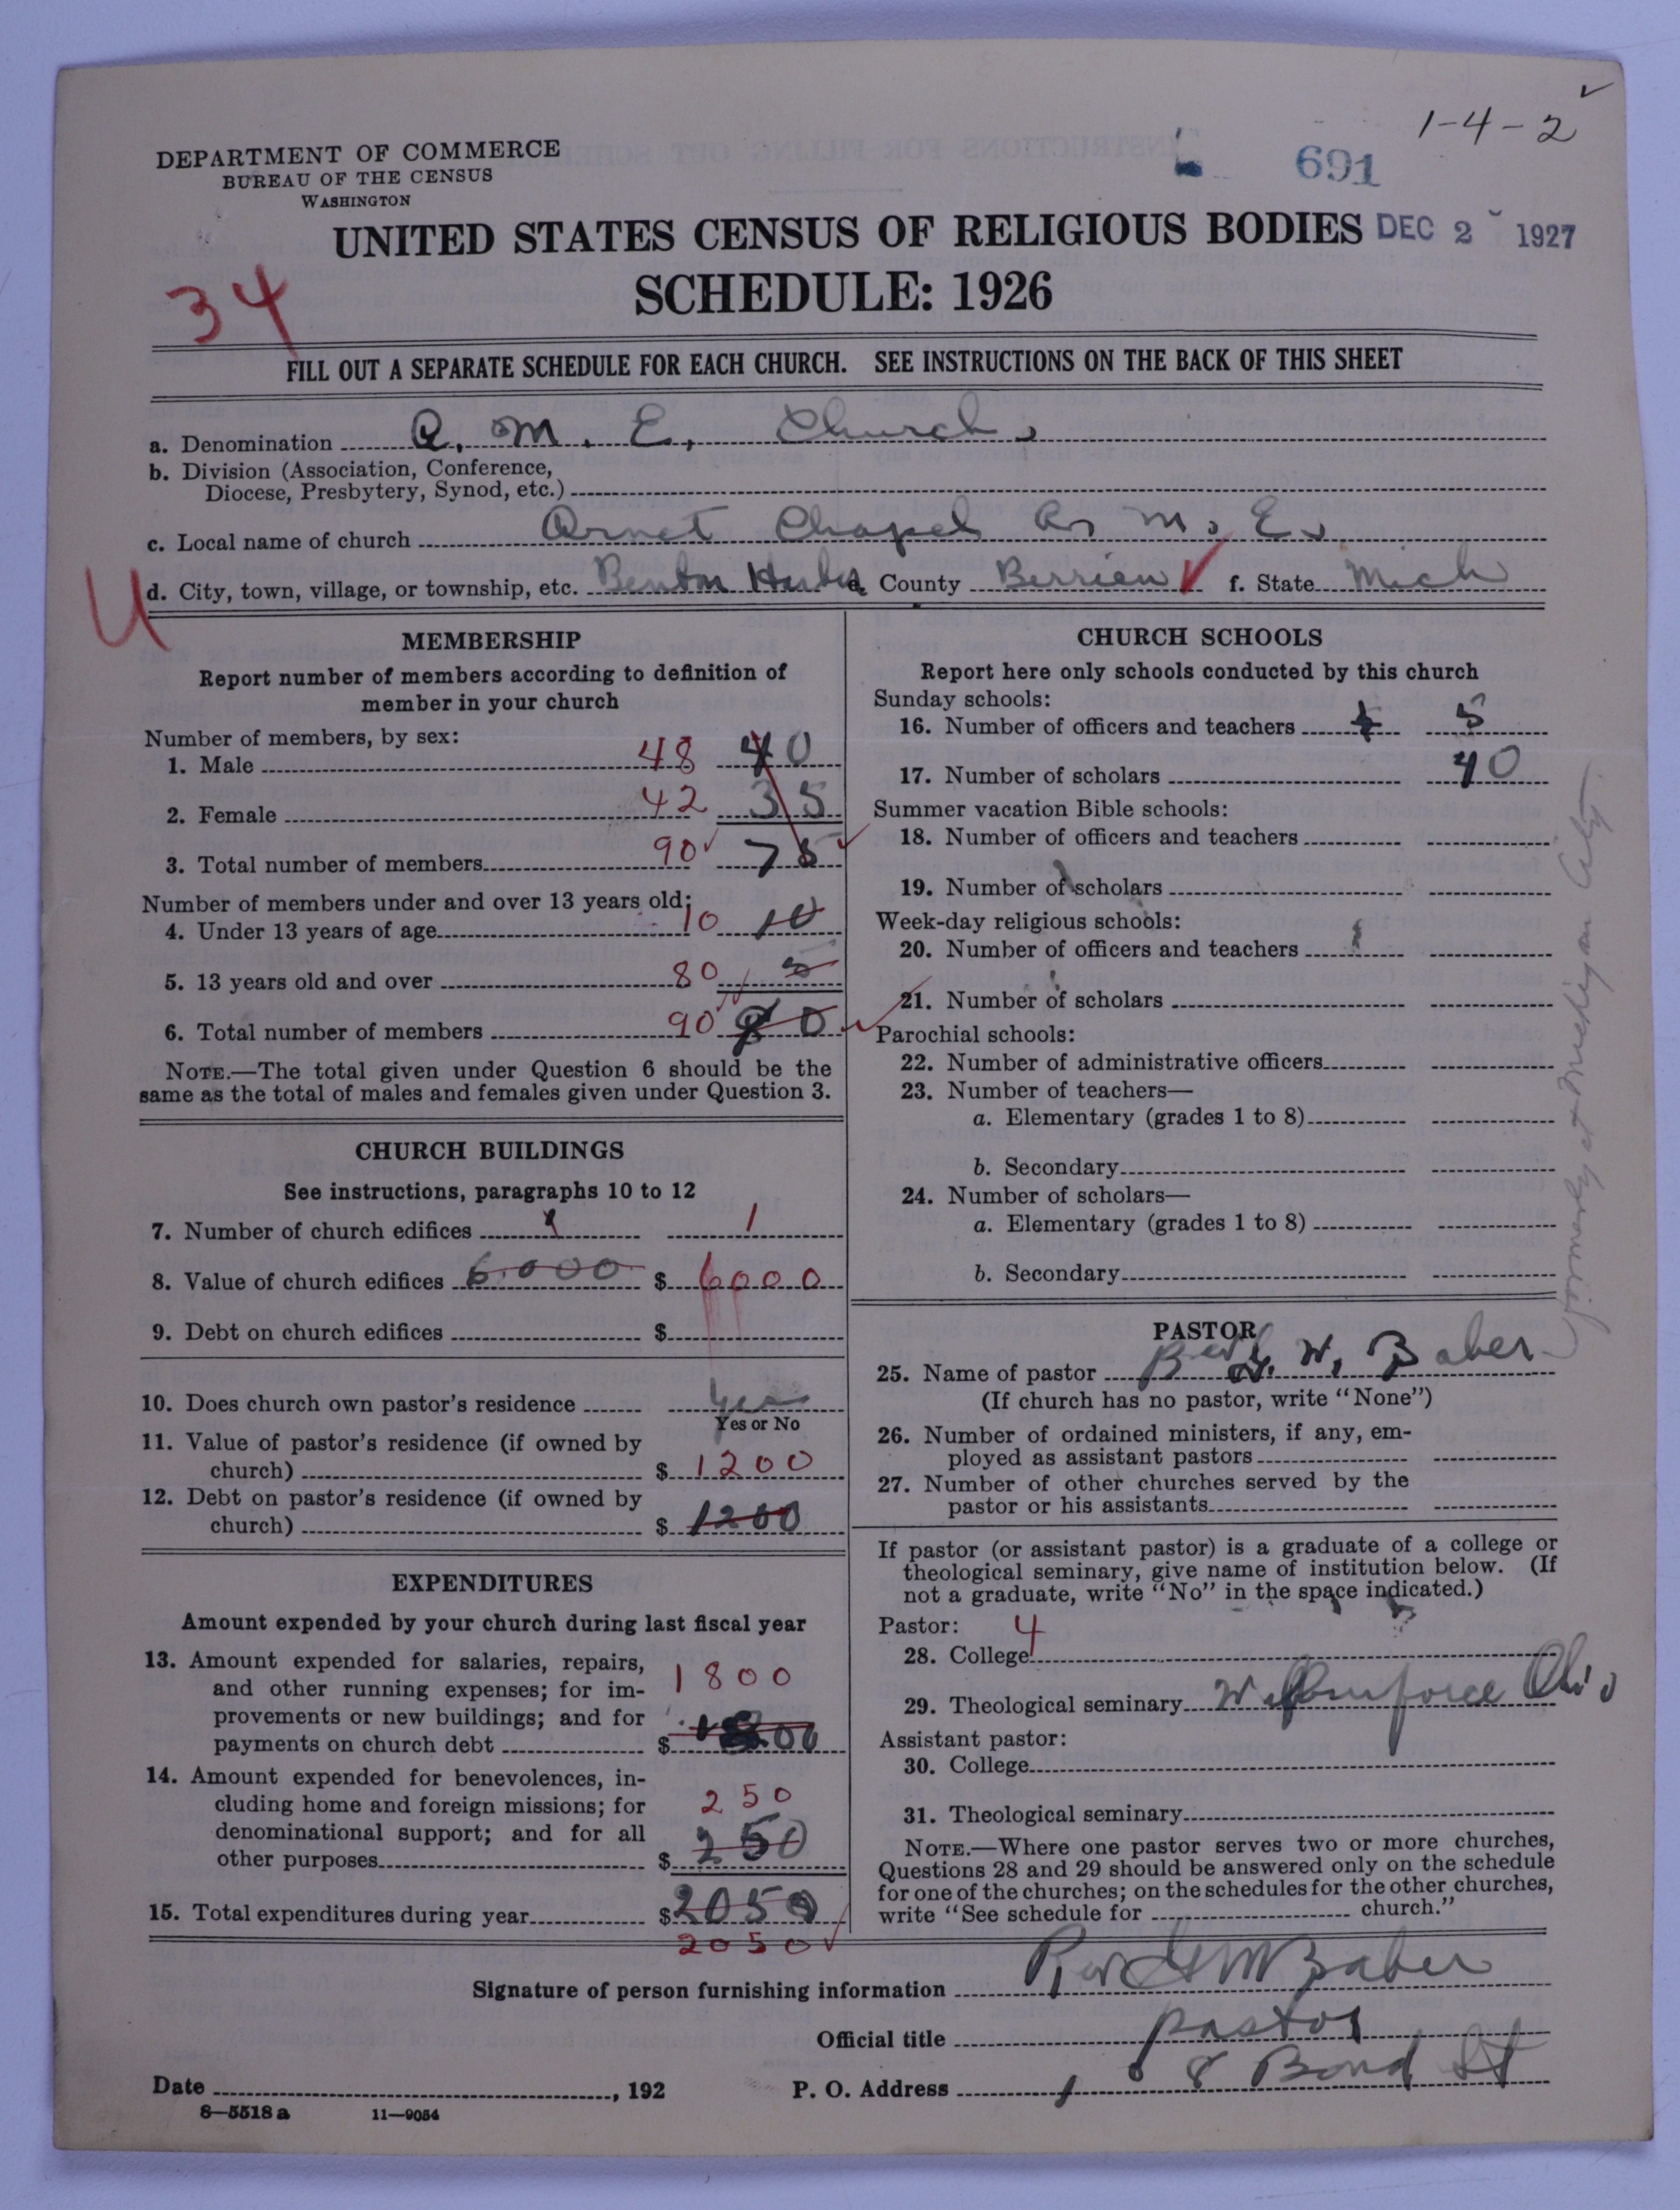 1-4-2
691
DEPARTMENT OF COMMERCE
BUREAU OF THE CENSUS
WASHINGTON
UNITED STATES CENSUS OF RELIGIOUS BODIES DEC 2 1927
SCHEDULE: 1926
34
FILL OUT A SEPARATE SCHEDULE FOR EACH CHURCH. SEE INSTRUCTIONS ON THE BACK OF THIS SHEET
a. Denomination A. M. E. Church.
b. Division (Association, Conference,
Diocese, Presbytery, Synod, etc.)
c. Local name of church Arnet Chapel A. M. E.
U
d. City, town, village, or township, etc. Benton Harbor e. County Berrien f. State Mich
MEMBERSHIP
Report number of members according to definition of
member in your church
Number of members, by sex:
1. Male 48 40
2. Female 42 35
3. Total number of members 90 75
Number of members under and over 13 years old:
4. Under 13 years of age 10 10
5. 13 years old and over 80
6. Total number of members 90
NOTE.—The total given under Question 6 should be the
same as the total of males and females given under Question 3.
CHURCH BUILDINGS
See instructions, paragraphs 10 to 12
7. Number of church edifices 1 1
8. Value of church edifices 6.000 $ 6000
9. Debt on church edifices $
10. Does church own pastor's residence yes
Yes or No
11. Value of pastor's residence (if owned by
church) $ 1200
12. Debt on pastor's residence (if owned by
church) $ 1200
EXPENDITURES
Amount expended by your church during last fiscal year
13. Amount expended for salaries, repairs,
and other running expenses; for im-
provements or new buildings; and for
payments on church debt $
1800
14. Amount expended for benevolences, in-
cluding home and foreign missions; for
denominational support; and for all
other purposes $
250
250
15. Total expenditures during year $ 2050
2050
CHURCH SCHOOLS
Report here only schools conducted by this church
Sunday schools:
16. Number of officers and teachers 5
17. Number of scholars 40
Summer vacation Bible schools:
18. Number of officers and teachers
19. Number of scholars
Week-day religious schools:
20. Number of officers and teachers
21. Number of scholars
Parochial schools:
22. Number of administrative officers
23. Number of teachers—
a. Elementary (grades 1 to 8)
b. Secondary
24. Number of scholars—
a. Elementary (grades 1 to 8)
b. Secondary
formerly at Michigan City
PASTOR
25. Name of pastor Rev G. W. Baber
(If church has no pastor, write "None")
26. Number of ordained ministers, if any, em-
ployed as assistant pastors
27. Number of other churches served by the
pastor or his assistants
If pastor (or assistant pastor) is a graduate of a college or
theological seminary, give name of institution below. (If
not a graduate, write "No" in the space indicated.)
Pastor:
28. College 4
29. Theological seminary Wilberforce Ohio
Assistant pastor:
30. College
31. Theological seminary
NOTE.—Where one pastor serves two or more churches,
Questions 28 and 29 should be answered only on the schedule
for one of the churches; on the schedules for the other churches,
write "See schedule for church."
Signature of person furnishing information Rev G W Baber
Official title pastor
Date , 192
P. O. Address 8 Bond St
8—5518 a 11—9054